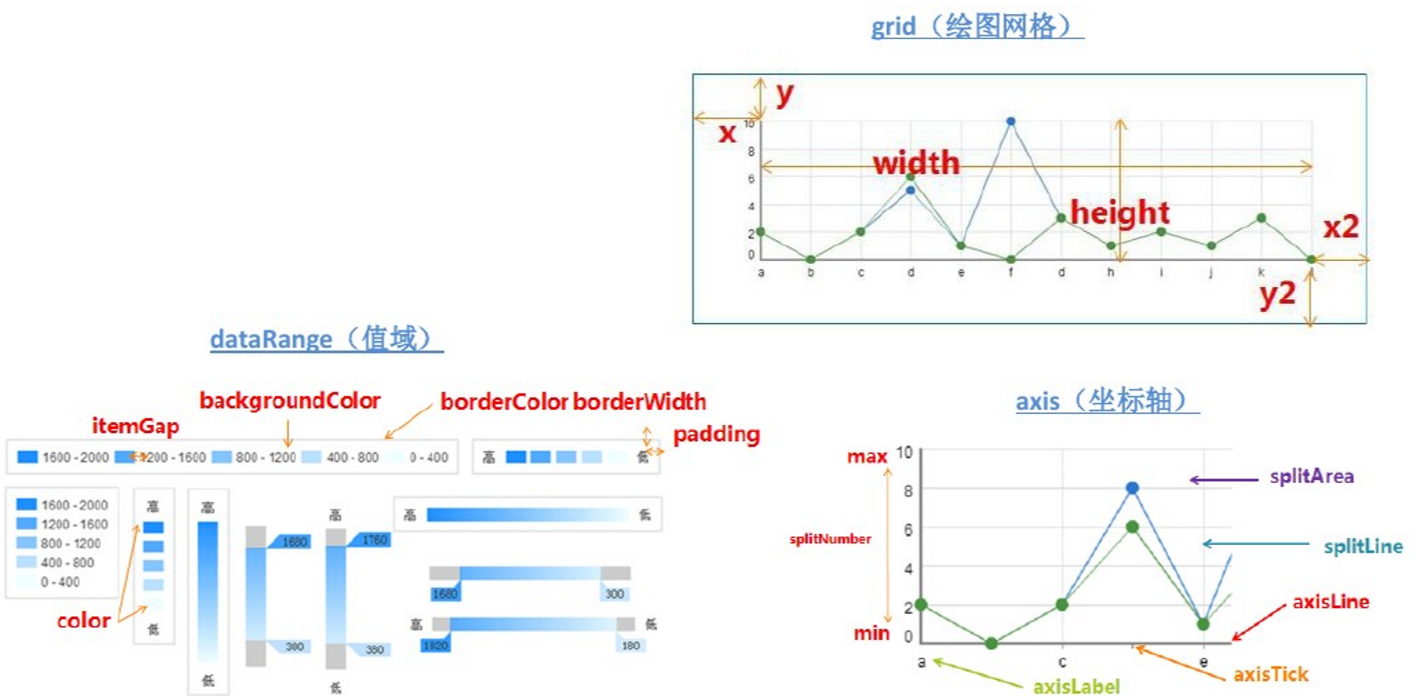 grid（绘图网格）
y
x
10
8
width
6
4
height
2
x2
0
a b c d e f d h i j k l
y2
dataRange（值域）
backgroundColor
borderColor borderWidth
itemGap
padding
1600 - 2000 1200 - 1600 800 - 1200 400 - 800 0 - 400
高 低
1600 - 2000
1200 - 1600
800 - 1200
400 - 800
0 - 400
color
高
低
高
低
1680
380
高
1760
380
低
高 低
1680 300
高 低
1820 180
axis（坐标轴）
max
10
8
splitArea
splitNumber
6
splitLine
4
2
axisLine
min
0
a c e
axisTick
axisLabel